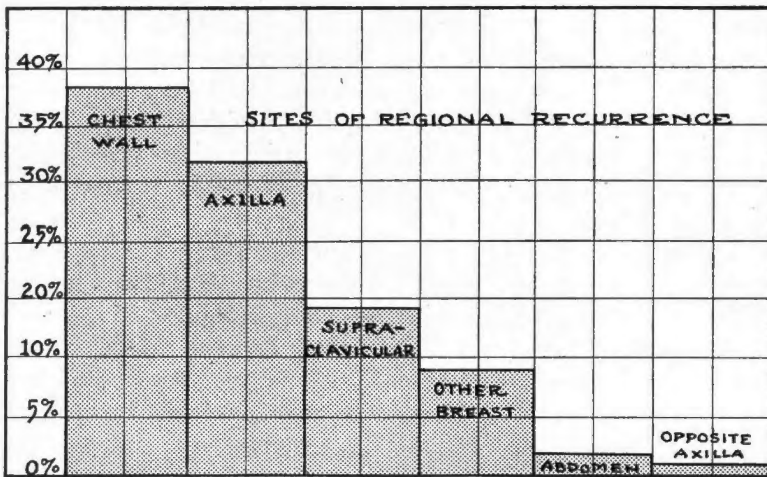 40%
35%
30%
25%
20%
10%
5%
0%
SITES OF REGIONAL RECURRENCE
CHEST
WALL
AXILLA
SUPRA-
CLAVICULAR
OTHER
BREAST
ABDOMEN
OPPOSITE
AXILLA